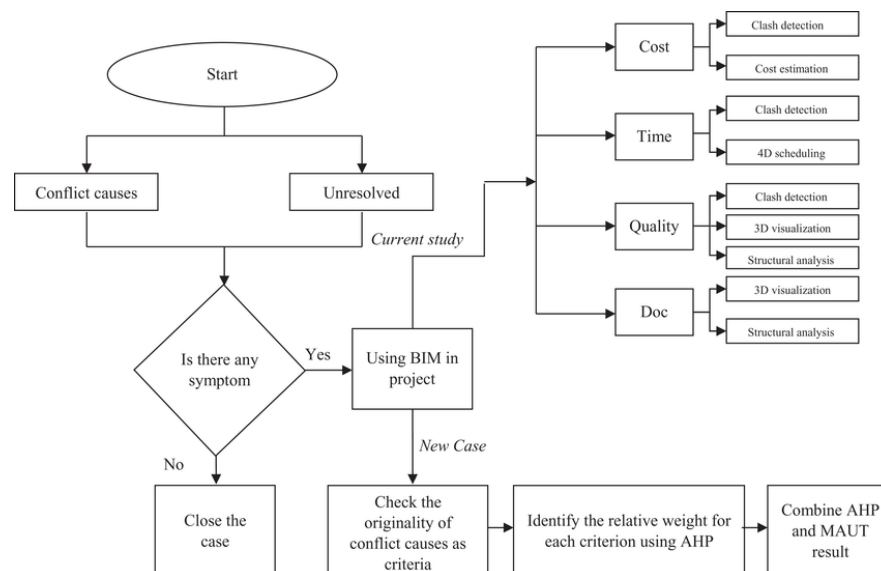 Start
Conflict causes
Unresolved
Current study
Is there any
symptom
Yes
No
Using BIM in
project
New Case
Close the
case
Check the
originality of
conflict causes as
criteria
Identify the relative weight for
each criterion using AHP
Combine AHP
and MAUT
result
Cost
Clash detection
Cost estimation
Time
Clash detection
4D scheduling
Quality
Clash detection
3D visualization
Structural analysis
Doc
3D visualization
Structural analysis